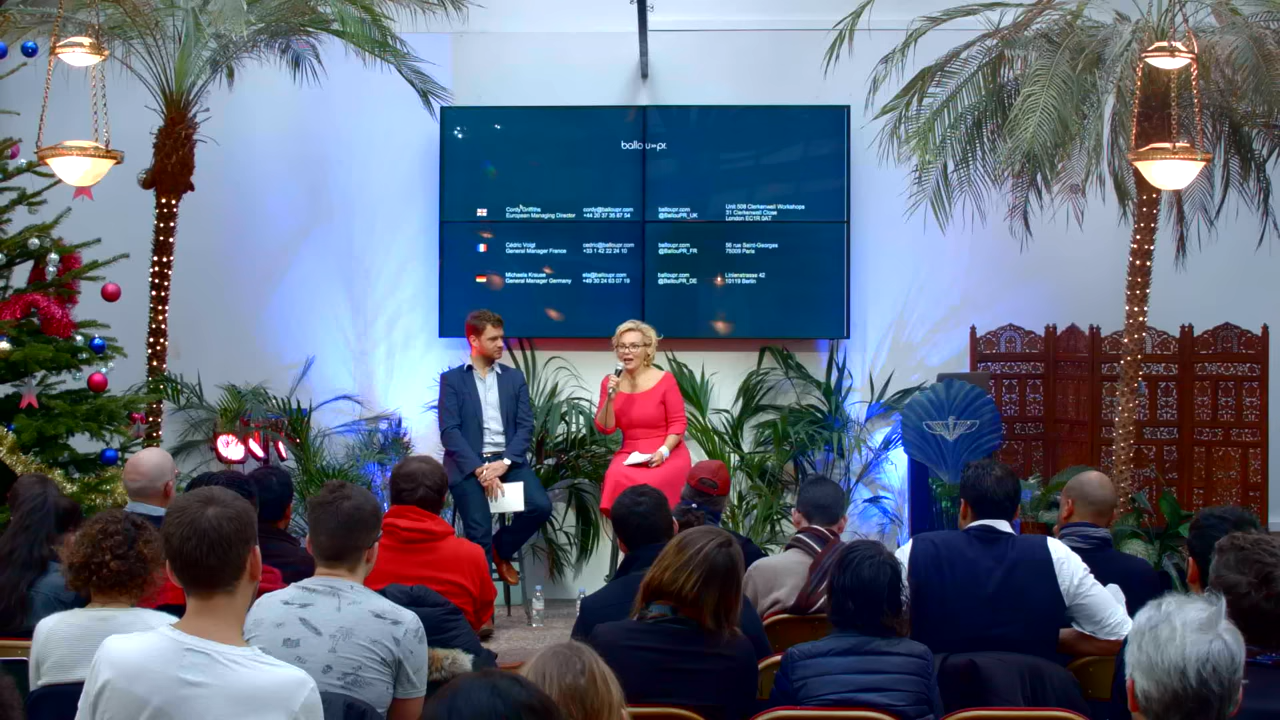 ballou>>pr.
Cordy Griffiths cordy@balloupr.com balloupr.com Unit 508 Clerkenwell Workshops
European Managing Director +44 20 37 35 87 54 @BallouPR_UK 31 Clerkenwell Close
London EC1R 0AT
Cédric Voigt cedric@balloupr.com balloupr.com 56 rue Saint-Georges
General Manager France +33 1 42 22 24 10 @BallouPR_FR 75009 Paris
Michaela Krause balloupr.com Linienstrasse 42
General Manager Germany +49 30 24 63 07 19 @BallouPR_DE 10119 Berlin